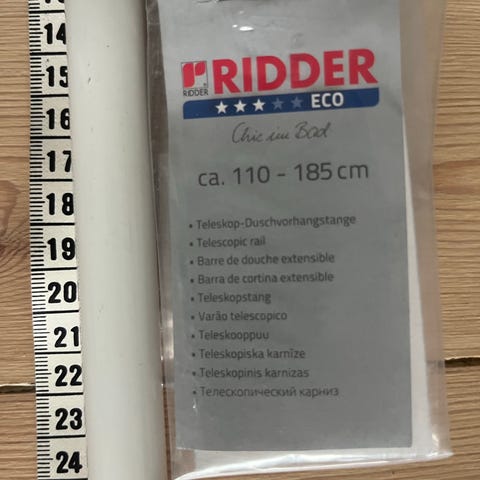 14
15
16
17
18
19
20
21
22
23
24
RIDDER
RIDDER
ECO
Chic im Bad
ca. 110 - 185 cm
• Teleskop-Duschvorhangstange
• Telescopic rail
• Barre de douche extensible
• Barra de cortina extensible
• Teleskopstang
• Varão telescopico
• Teleskooppuu
• Teleskopiska karnīze
• Teleskopinis karnizas
• Телескопический карниз